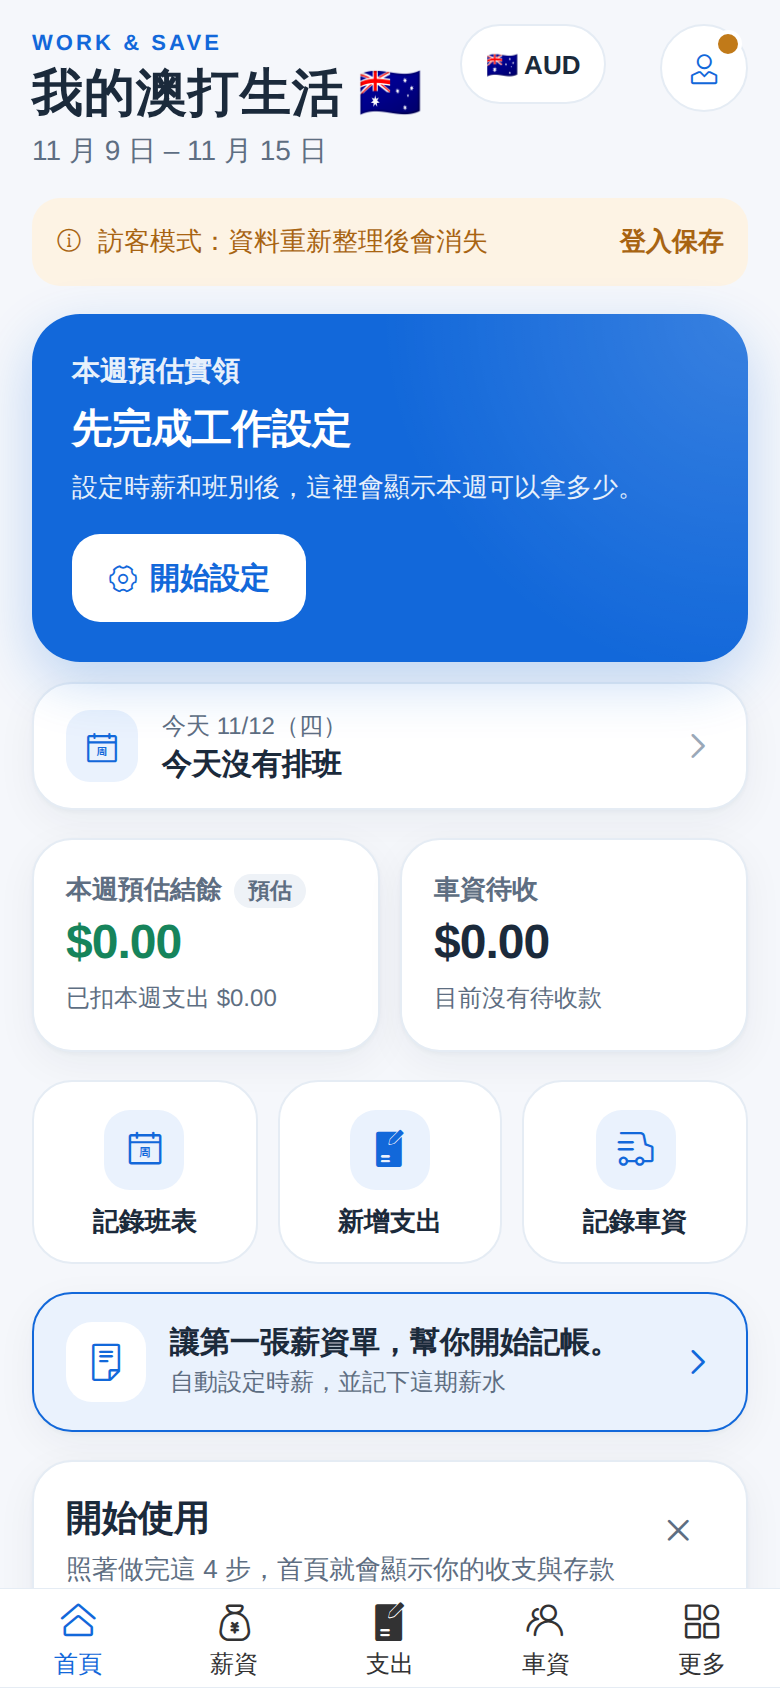 WORK & SAVE
我的澳打生活 🇦🇺
11 月 9 日 – 11 月 15 日
🇦🇺 AUD
訪客模式：資料重新整理後會消失
登入保存
本週預估實領
先完成工作設定
設定時薪和班別後，這裡會顯示本週可以拿多少。
開始設定
周
今天 11/12（四）
今天沒有排班
本週預估結餘 預估
$0.00
已扣本週支出 $0.00
車資待收
$0.00
目前沒有待收款
周
記錄班表
新增支出
記錄車資
讓第一張薪資單，幫你開始記帳。
自動設定時薪，並記下這期薪水
開始使用
照著做完這 4 步，首頁就會顯示你的收支與存款
首頁
¥
薪資
支出
車資
更多